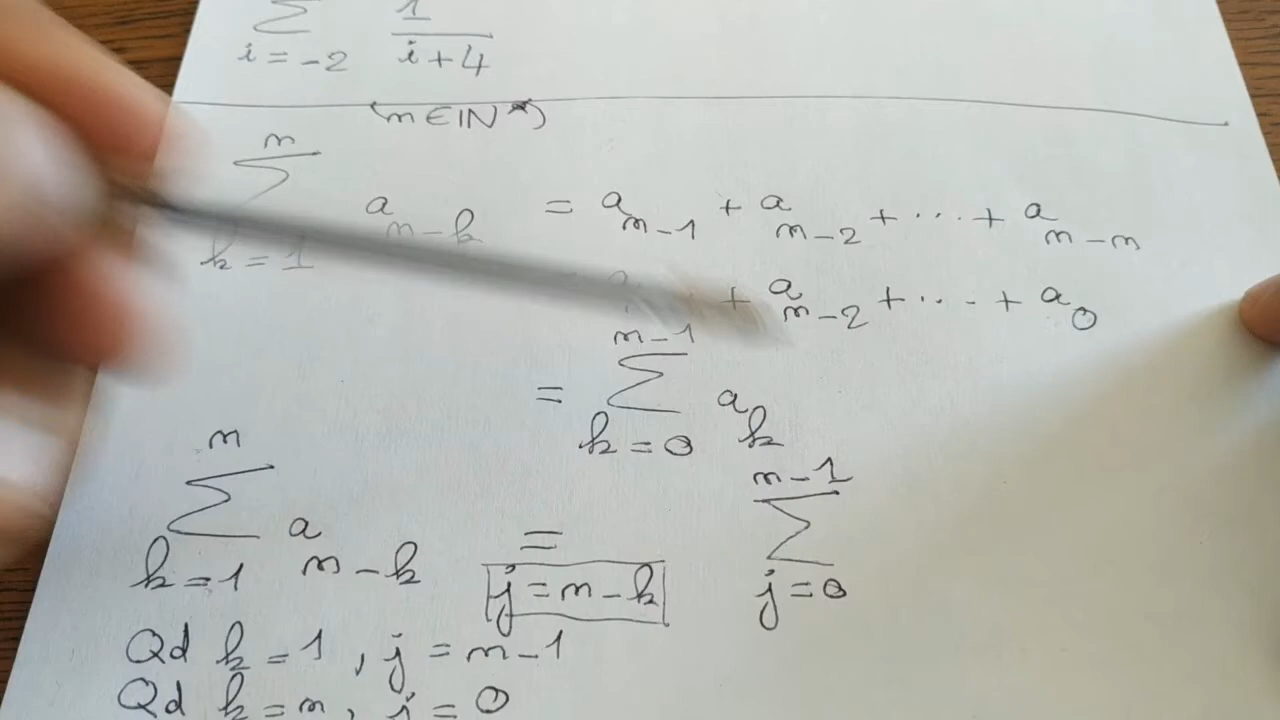 ∑_{i=-2} 1/(i+4)
(n ∈ ℕ*)
∑_{k=1}^{n} a_{n-k} = a_{n-1} + a_{n-2} + ... + a_{n-n}
+ a_{n-2} + ... + a_0
= ∑_{k=0}^{n-1} a_k
∑_{k=1}^{n} a_{n-k} = ∑_{j=0}^{n-1}
j=n-k
Qd k=1, j=n-1
Qd k=n, j=0